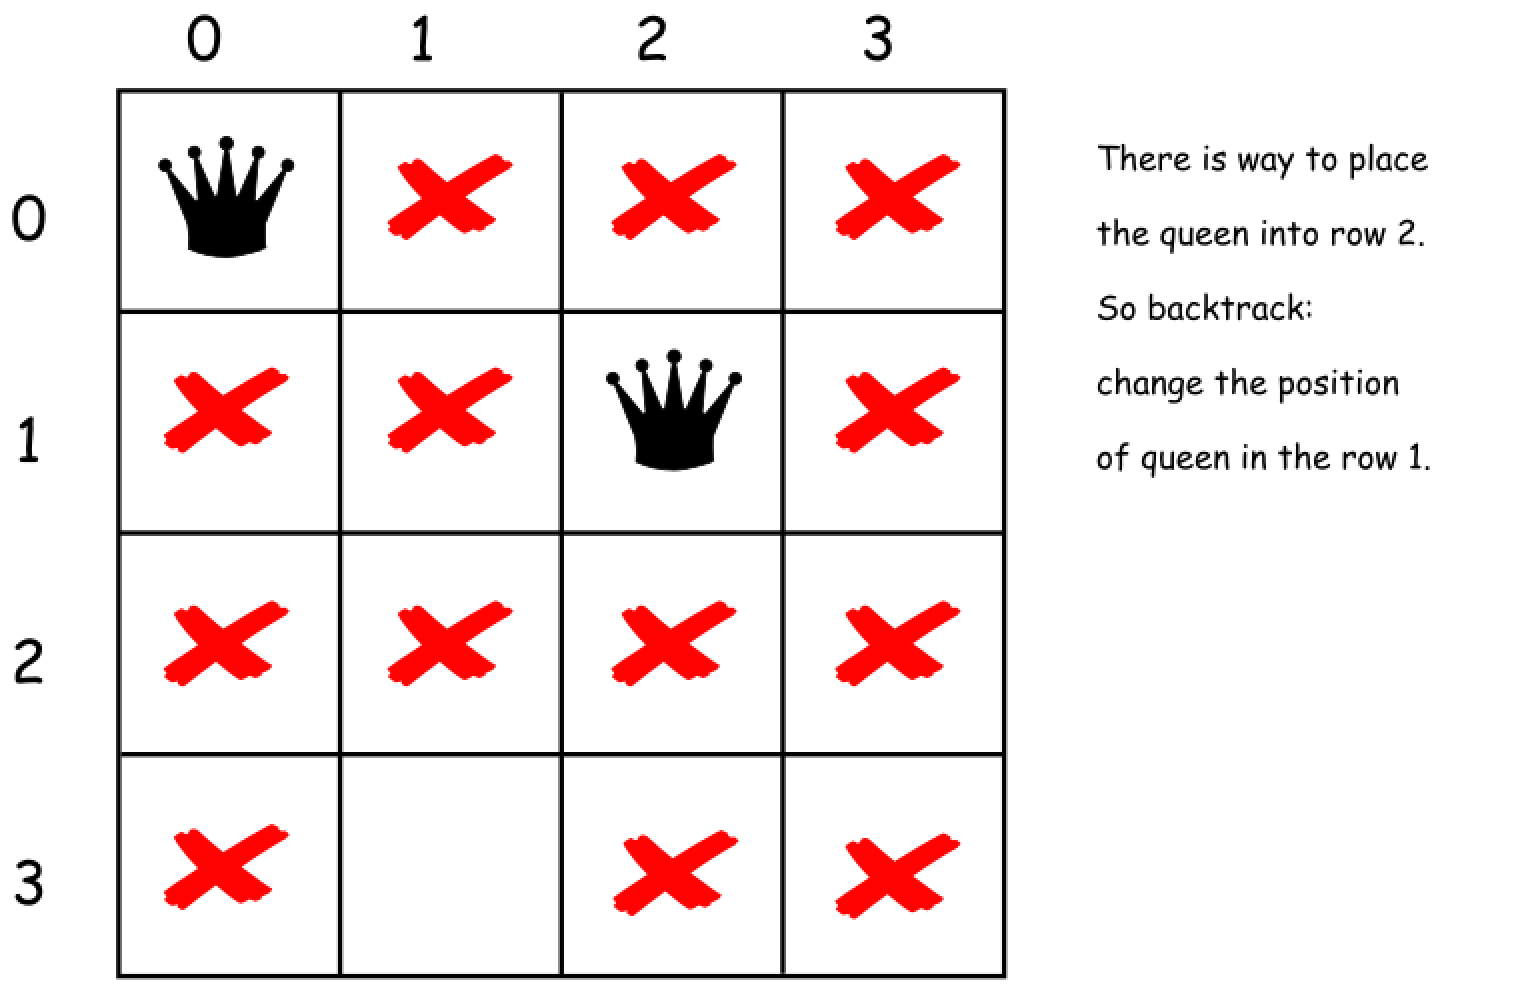 0 1 2 3
0
1
2
3
There is way to place
the queen into row 2.
So backtrack:
change the position
of queen in the row 1.